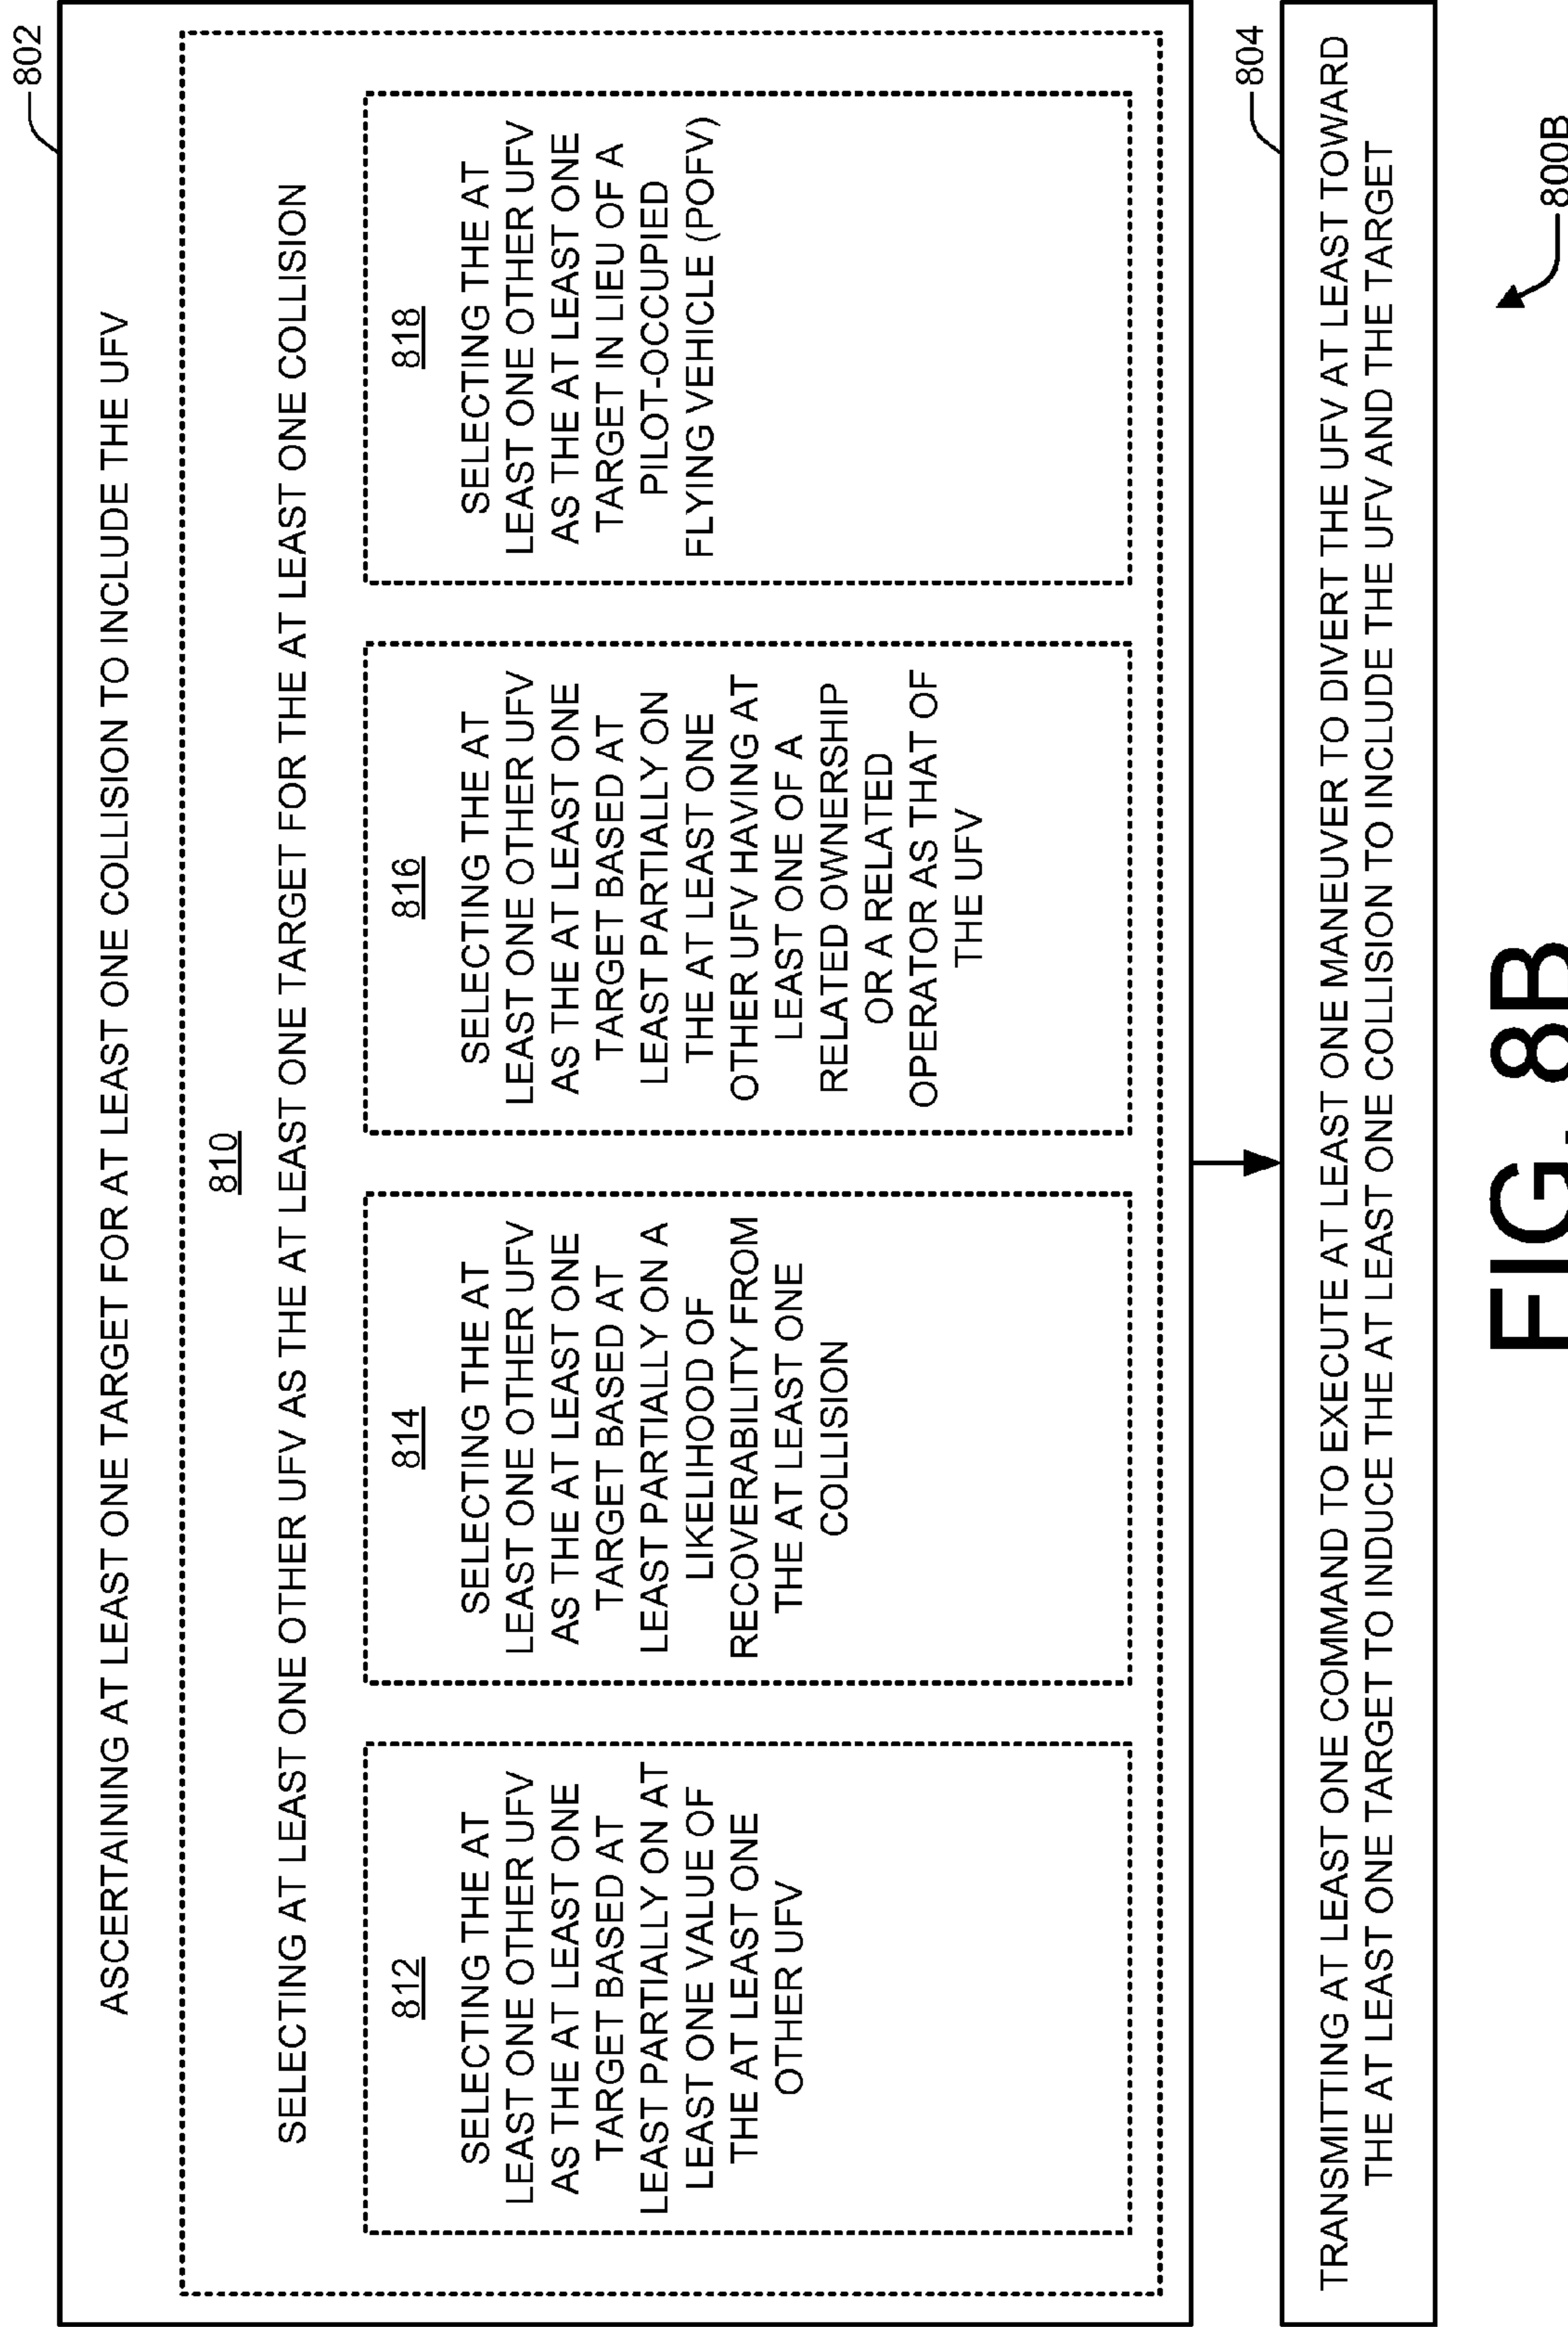 802
ASCERTAINING AT LEAST ONE TARGET FOR AT LEAST ONE COLLISION TO INCLUDE THE UFV
810
SELECTING AT LEAST ONE OTHER UFV AS THE AT LEAST ONE TARGET FOR THE AT LEAST ONE COLLISION
812
SELECTING THE AT
LEAST ONE OTHER UFV
AS THE AT LEAST ONE
TARGET BASED AT
LEAST PARTIALLY ON AT
LEAST ONE VALUE OF
THE AT LEAST ONE
OTHER UFV
814
SELECTING THE AT
LEAST ONE OTHER UFV
AS THE AT LEAST ONE
TARGET BASED AT
LEAST PARTIALLY ON A
LIKELIHOOD OF
RECOVERABILITY FROM
THE AT LEAST ONE
COLLISION
816
SELECTING THE AT
LEAST ONE OTHER UFV
AS THE AT LEAST ONE
TARGET BASED AT
LEAST PARTIALLY ON
THE AT LEAST ONE
OTHER UFV HAVING AT
LEAST ONE OF A
RELATED OWNERSHIP
OR A RELATED
OPERATOR AS THAT OF
THE UFV
818
SELECTING THE AT
LEAST ONE OTHER UFV
AS THE AT LEAST ONE
TARGET IN LIEU OF A
PILOT-OCCUPIED
FLYING VEHICLE (POFV)
804
TRANSMITTING AT LEAST ONE COMMAND TO EXECUTE AT LEAST ONE MANEUVER TO DIVERT THE UFV AT LEAST TOWARD
THE AT LEAST ONE TARGET TO INDUCE THE AT LEAST ONE COLLISION TO INCLUDE THE UFV AND THE TARGET
800B
FIG. 8B